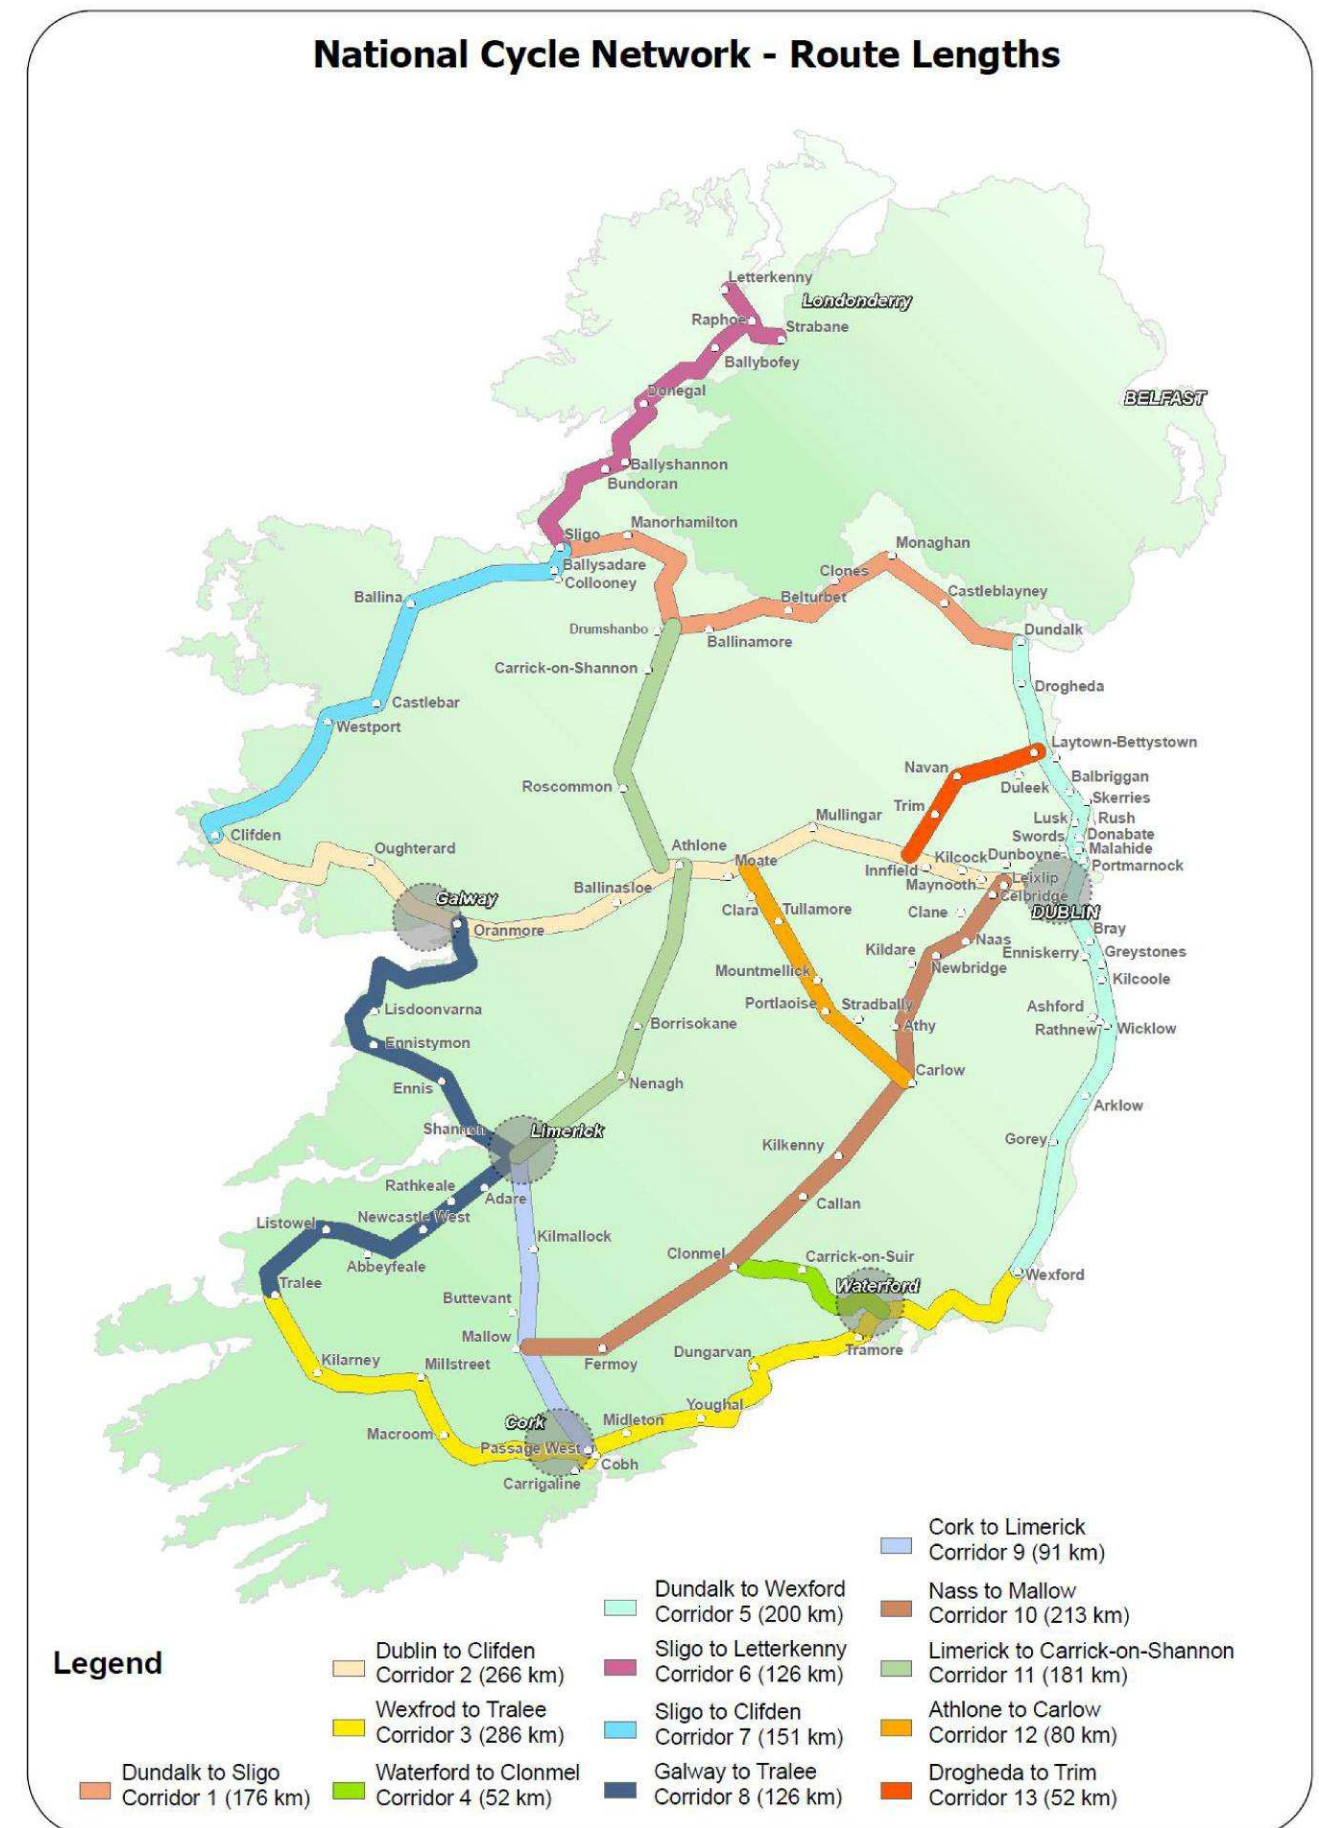 National Cycle Network - Route Lengths
Letterkenny
Londonderry
Raphoe
Strabane
Ballybofey
BELFAST
Donegal
Ballyshannon
Bundoran
Manorhamilton
Sligo
Monaghan
Ballysadare
Clones
Collooney
Castleblayney
Ballina
Belturbet
Drumshanbo
Dundalk
Ballinamore
Carrick-on-Shannon
Drogheda
Castlebar
Westport
Laytown-Bettystown
Navan
Balbriggan
Roscommon
Duleek
Skerries
Trim
Mullingar
Lusk
Rush
Clifden
Swords
Donabate
Oughterard
Athlone
Malahide
Moate
Kilcock
Dunboyne
Portmarnock
Innfield
Leixlip
Maynooth
Ballinasloe
Celbridge
Galway
Clara
Tullamore
Clane
DUBLIN
Oranmore
Bray
Naas
Kildare
Enniskerry
Greystones
Newbridge
Mountmellick
Kilcoole
Portlaoise
Stradbally
Ashford
Lisdoonvarna
Borrisokane
Athy
Rathnew
Wicklow
Ennistymon
Carlow
Nenagh
Ennis
Arklow
Shannon
Limerick
Gorey
Kilkenny
Rathkeale
Adare
Callan
Newcastle West
Listowel
Kilmallock
Clonmel
Carrick-on-Suir
Abbeyfeale
Wexford
Tralee
Waterford
Buttevant
Mallow
Tramore
Dungarvan
Kilarney
Millstreet
Fermoy
Youghal
Cork
Midleton
Macroom
Passage West
Cobh
Carrigaline
Cork to Limerick
Corridor 9 (91 km)
Dundalk to Wexford
Corridor 5 (200 km)
Nass to Mallow
Corridor 10 (213 km)
Legend
Dublin to Clifden
Corridor 2 (266 km)
Sligo to Letterkenny
Corridor 6 (126 km)
Limerick to Carrick-on-Shannon
Corridor 11 (181 km)
Wexfrod to Tralee
Corridor 3 (286 km)
Sligo to Clifden
Corridor 7 (151 km)
Athlone to Carlow
Corridor 12 (80 km)
Dundalk to Sligo
Corridor 1 (176 km)
Waterford to Clonmel
Corridor 4 (52 km)
Galway to Tralee
Corridor 8 (126 km)
Drogheda to Trim
Corridor 13 (52 km)